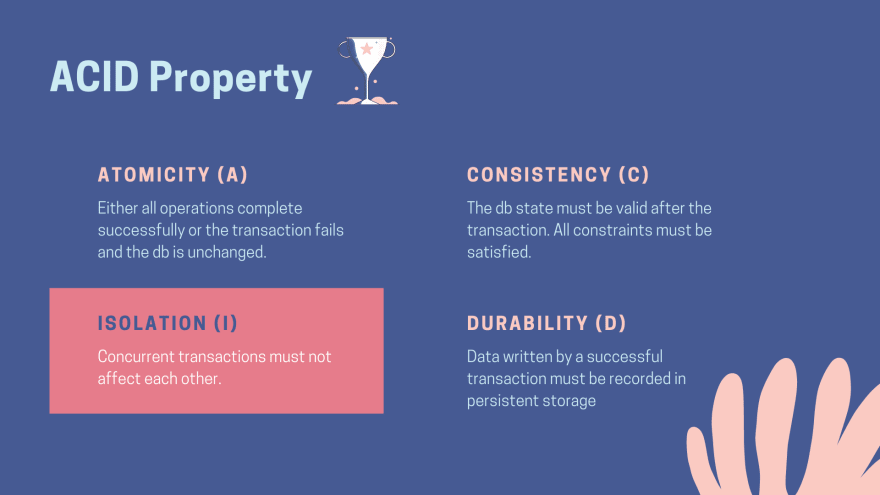 ACID Property
ATOMICITY (A)
Either all operations complete
successfully or the transaction fails
and the db is unchanged.
CONSISTENCY (C)
The db state must be valid after the
transaction. All constraints must be
satisfied.
ISOLATION (I)
Concurrent transactions must not
affect each other.
DURABILITY (D)
Data written by a successful
transaction must be recorded in
persistent storage